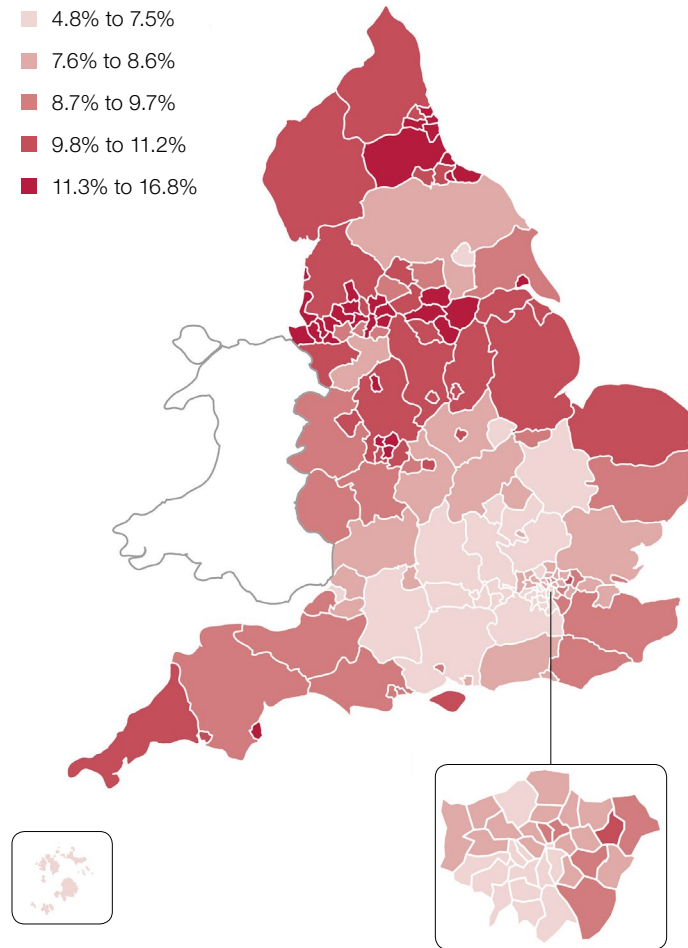 4.8% to 7.5%
7.6% to 8.6%
8.7% to 9.7%
9.8% to 11.2%
11.3% to 16.8%